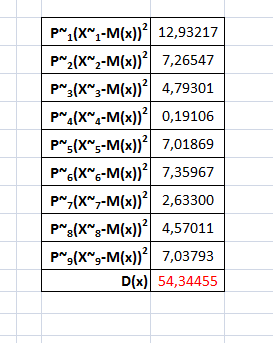 P~₁(X~₁-M(x))² 12,93217
P~₂(X~₂-M(x))² 7,26547
P~₃(X~₃-M(x))² 4,79301
P~₄(X~₄-M(x))² 0,19106
P~₅(X~₅-M(x))² 7,01869
P~₆(X~₆-M(x))² 7,35967
P~₇(X~₇-M(x))² 2,63300
P~₈(X~₈-M(x))² 4,57011
P~₉(X~₉-M(x))² 7,03793
D(x) 54,34455